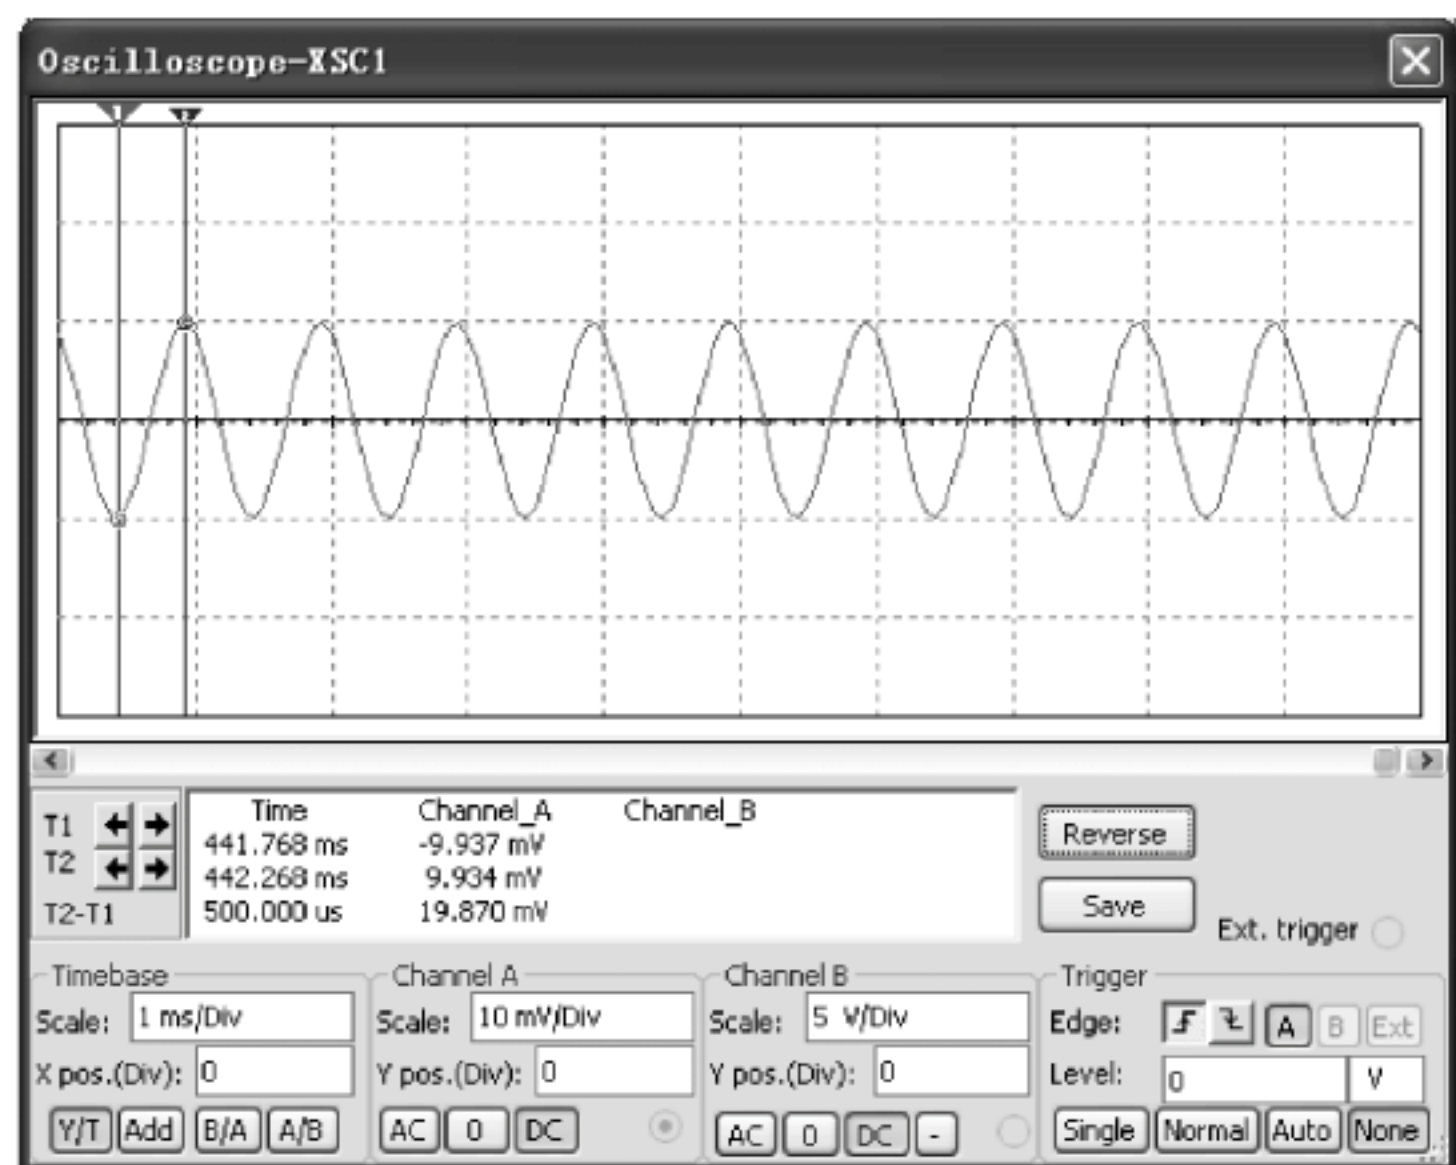 Oscilloscope-XSC1
1
2
Time Channel_A Channel_B
T1 441.768 ms -9.937 mV
T2 442.268 ms 9.934 mV
T2-T1 500.000 us 19.870 mV
Reverse
Save
Ext. trigger
Timebase
Scale: 1 ms/Div
X pos.(Div): 0
Y/T Add B/A A/B
Channel A
Scale: 10 mV/Div
Y pos.(Div): 0
AC 0 DC
Channel B
Scale: 5 V/Div
Y pos.(Div): 0
AC 0 DC -
Trigger
Edge: A B Ext
Level: 0 V
Single Normal Auto None